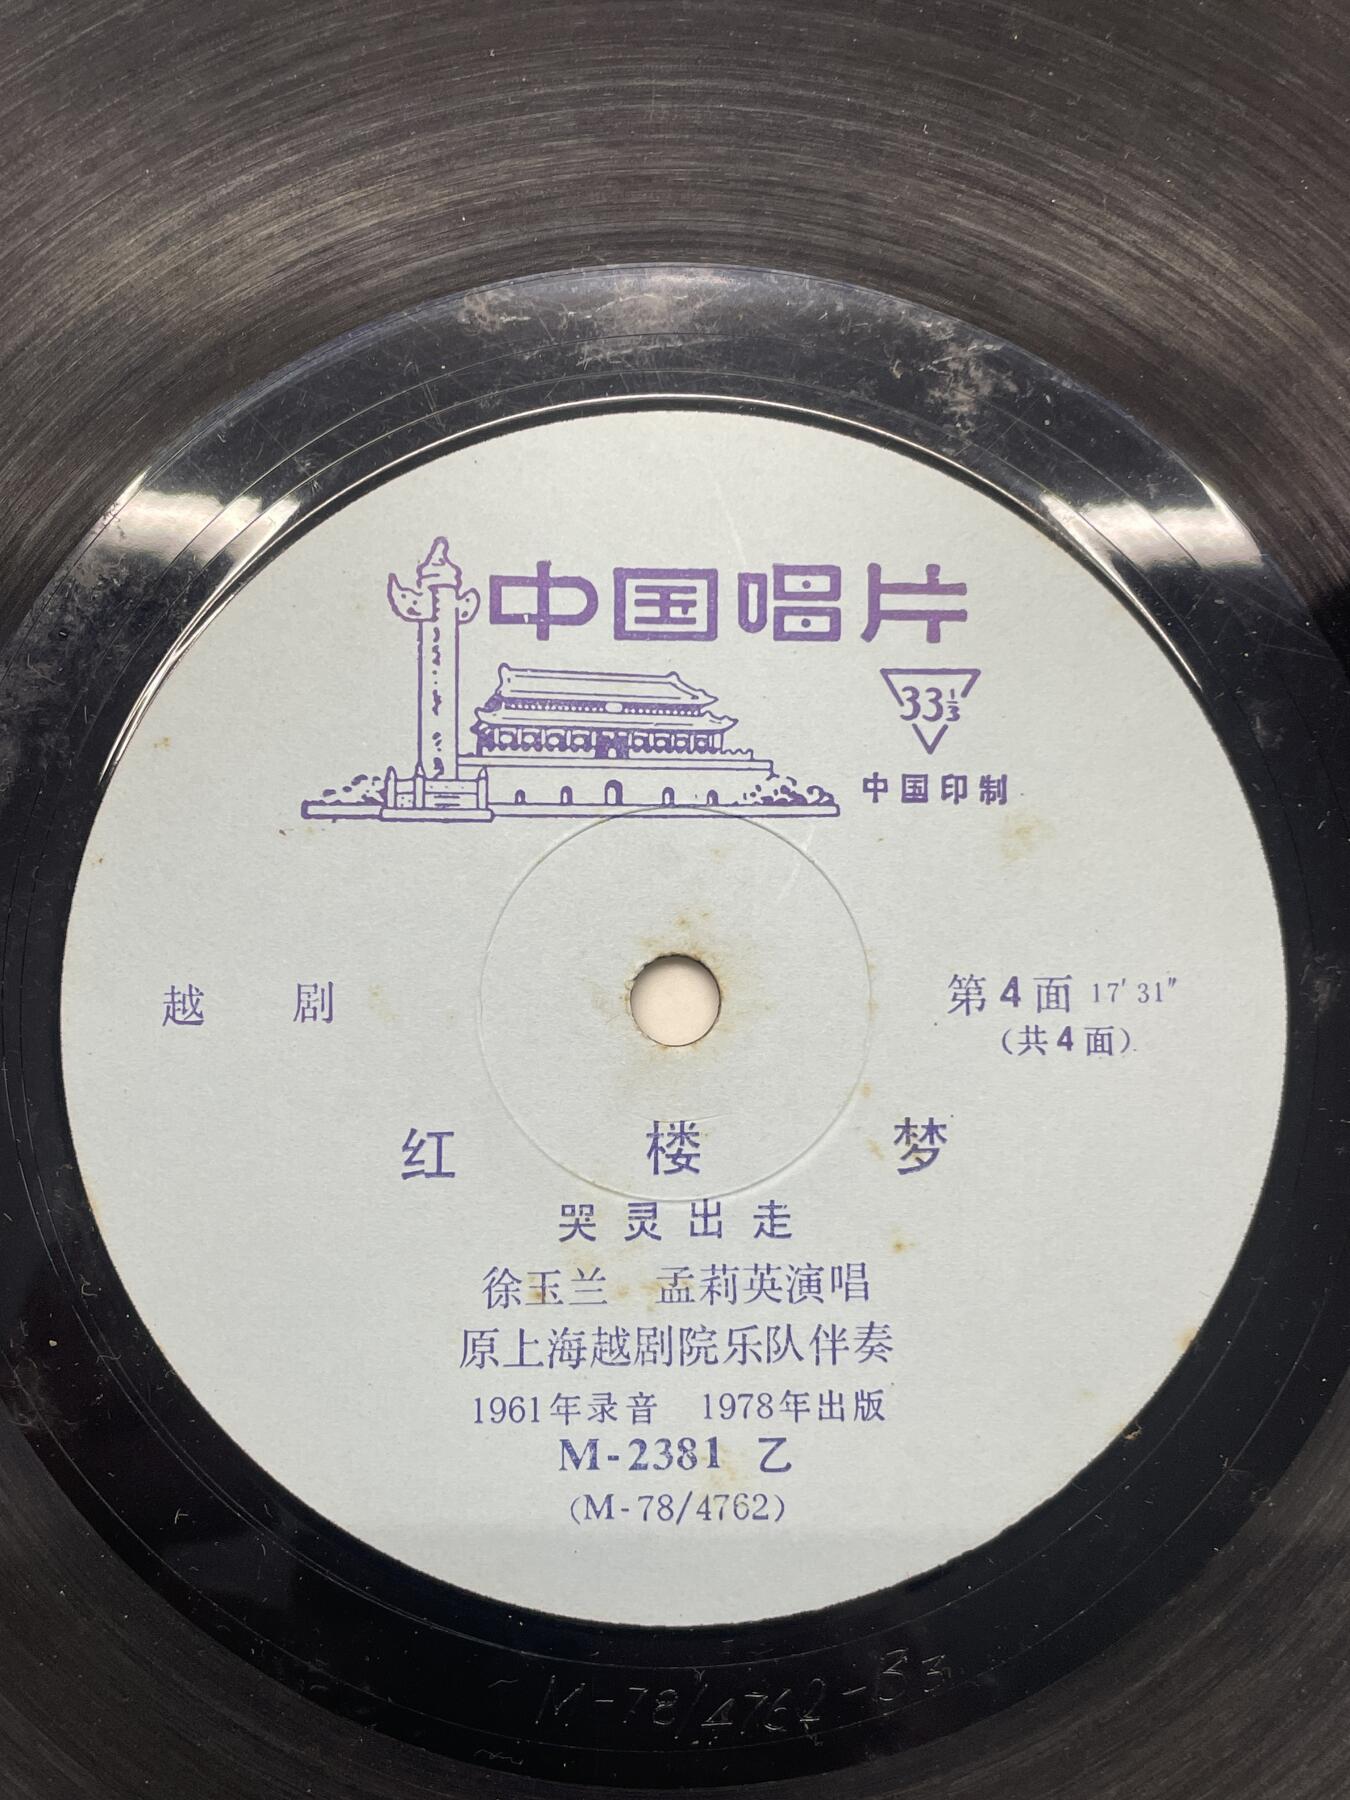 中国唱片
33⅓
中国印制
越 剧
第4面 17′31″
(共4面)
红 楼 梦
哭灵出走
徐玉兰 孟莉英演唱
原上海越剧院乐队伴奏
1961年录音 1978年出版
M-2381 乙
(M-78/4762)
M-78/4762-33